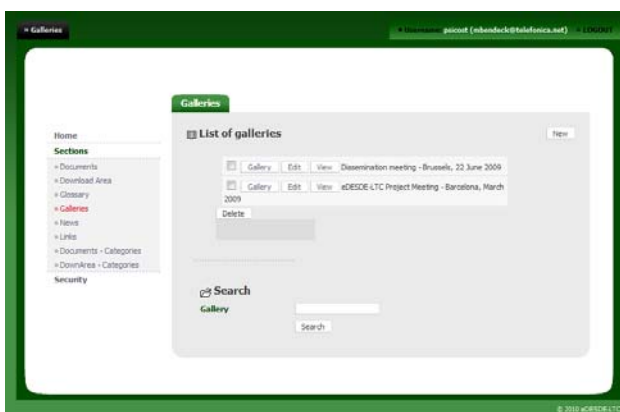 » Galleries
» Username: psicost (mbendeck@telefonica.net) » LOGOUT
Galleries
Home
Sections
» Documents
» Download Area
» Glossary
» Galleries
» News
» Links
» Documents - Categories
» DownArea - Categories
Security
List of galleries
New
Gallery Edit View Dissemination meeting - Brussels, 22 June 2009
Gallery Edit View eDESDE-LTC Project Meeting - Barcelona, March
2009
Delete
Search
Gallery
Search
© 2010 eDESDE-LTC